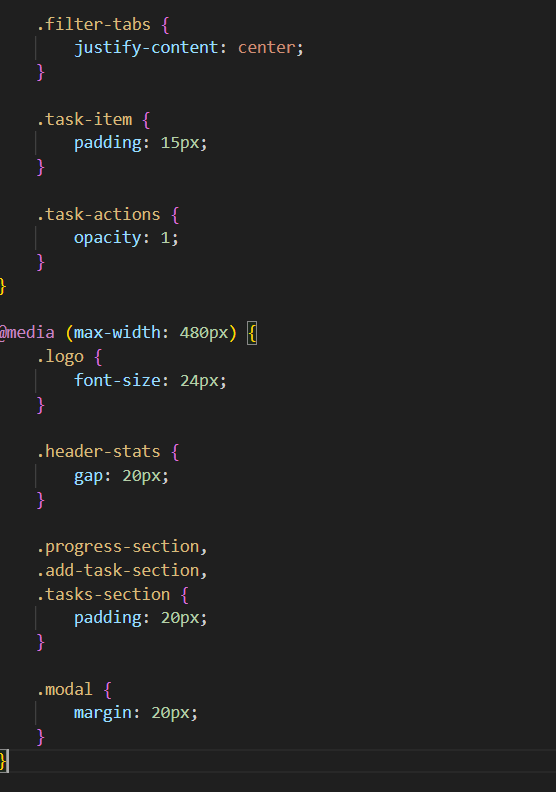 .filter-tabs {
justify-content: center;
}
.task-item {
padding: 15px;
}
.task-actions {
opacity: 1;
}
}
@media (max-width: 480px) {
.logo {
font-size: 24px;
}
.header-stats {
gap: 20px;
}
.progress-section,
.add-task-section,
.tasks-section {
padding: 20px;
}
.modal {
margin: 20px;
}
}